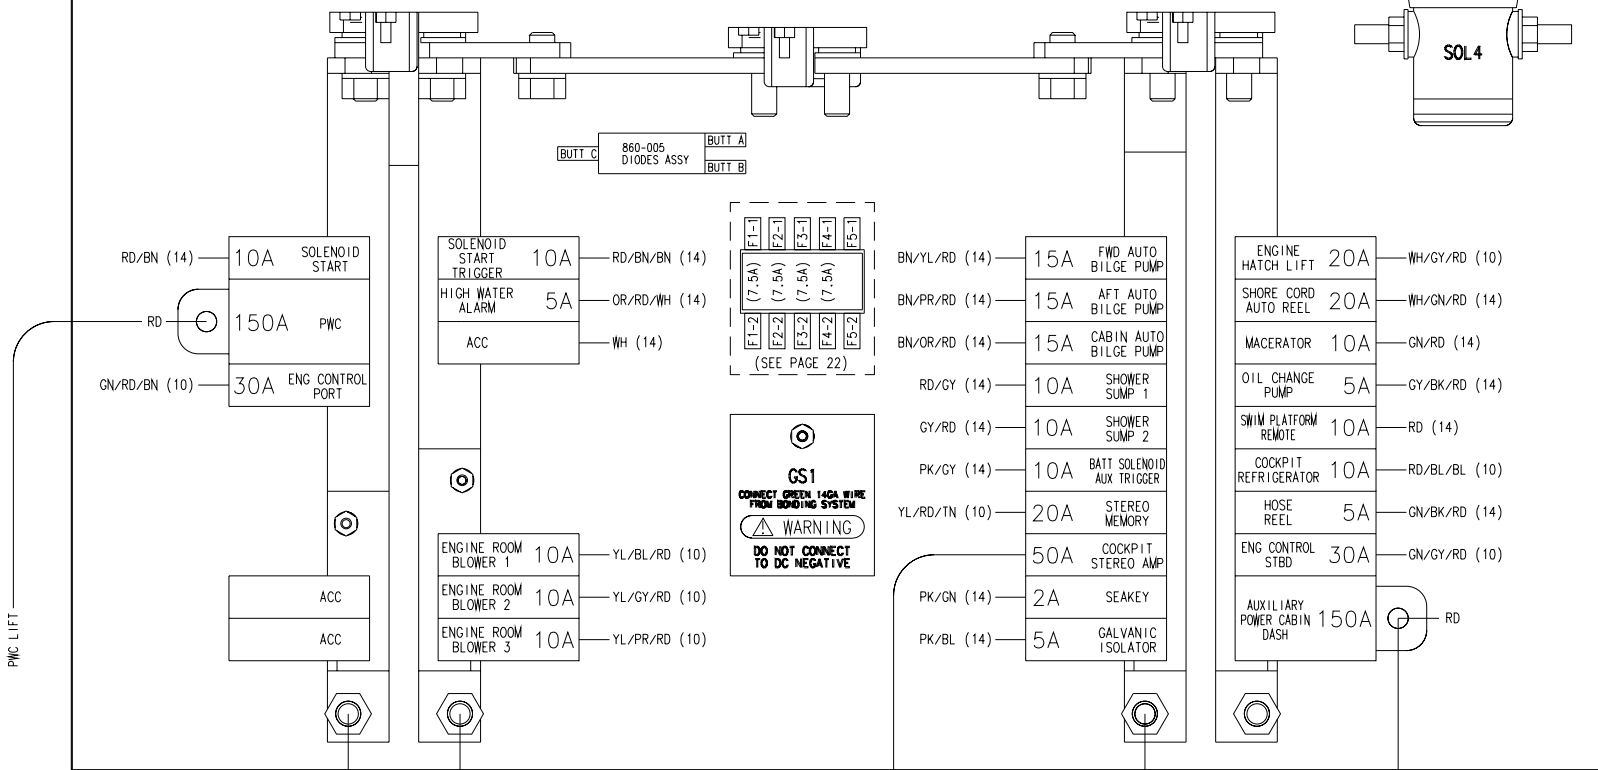 SOL4
BUTT C
860-005
DIODES ASSY
BUTT A
BUTT B
RD/BN (14)
10A
SOLENOID
START
RD
150A
PWC
GN/RD/BN (10)
30A
ENG CONTROL
PORT
ACC
ACC
PWC LIFT
SOLENOID
START
TRIGGER
10A
RD/BN/BN (14)
HIGH WATER
ALARM
5A
OR/RD/WH (14)
ACC
WH (14)
ENGINE ROOM
BLOWER 1
10A
YL/BL/RD (10)
ENGINE ROOM
BLOWER 2
10A
YL/GY/RD (10)
ENGINE ROOM
BLOWER 3
10A
YL/PR/RD (10)
F1-1
F2-1
F3-1
F4-1
F5-1
(7.5A)
(7.5A)
(7.5A)
(7.5A)
F1-2
F2-2
F3-2
F4-2
F5-2
(SEE PAGE 22)
GS1
CONNECT GREEN 14GA WIRE
FROM BONDING SYSTEM
WARNING
DO NOT CONNECT
TO DC NEGATIVE
BN/YL/RD (14)
15A
FWD AUTO
BILGE PUMP
BN/PR/RD (14)
15A
AFT AUTO
BILGE PUMP
BN/OR/RD (14)
15A
CABIN AUTO
BILGE PUMP
RD/GY (14)
10A
SHOWER
SUMP 1
GY/RD (14)
10A
SHOWER
SUMP 2
PK/GY (14)
10A
BATT SOLENOID
AUX TRIGGER
YL/RD/TN (10)
20A
STEREO
MEMORY
50A
COCKPIT
STEREO AMP
PK/GN (14)
2A
SEAKEY
PK/BL (14)
5A
GALVANIC
ISOLATOR
ENGINE
HATCH LIFT
20A
WH/GY/RD (10)
SHORE CORD
AUTO REEL
20A
WH/GN/RD (14)
MACERATOR
10A
GN/RD (14)
OIL CHANGE
PUMP
5A
GY/BK/RD (14)
SWIM PLATFORM
REMOTE
10A
RD (14)
COCKPIT
REFRIGERATOR
10A
RD/BL/BL (10)
HOSE
REEL
5A
GN/BK/RD (14)
ENG CONTROL
STBD
30A
GN/GY/RD (10)
AUXILIARY
POWER CABIN
DASH
150A
RD